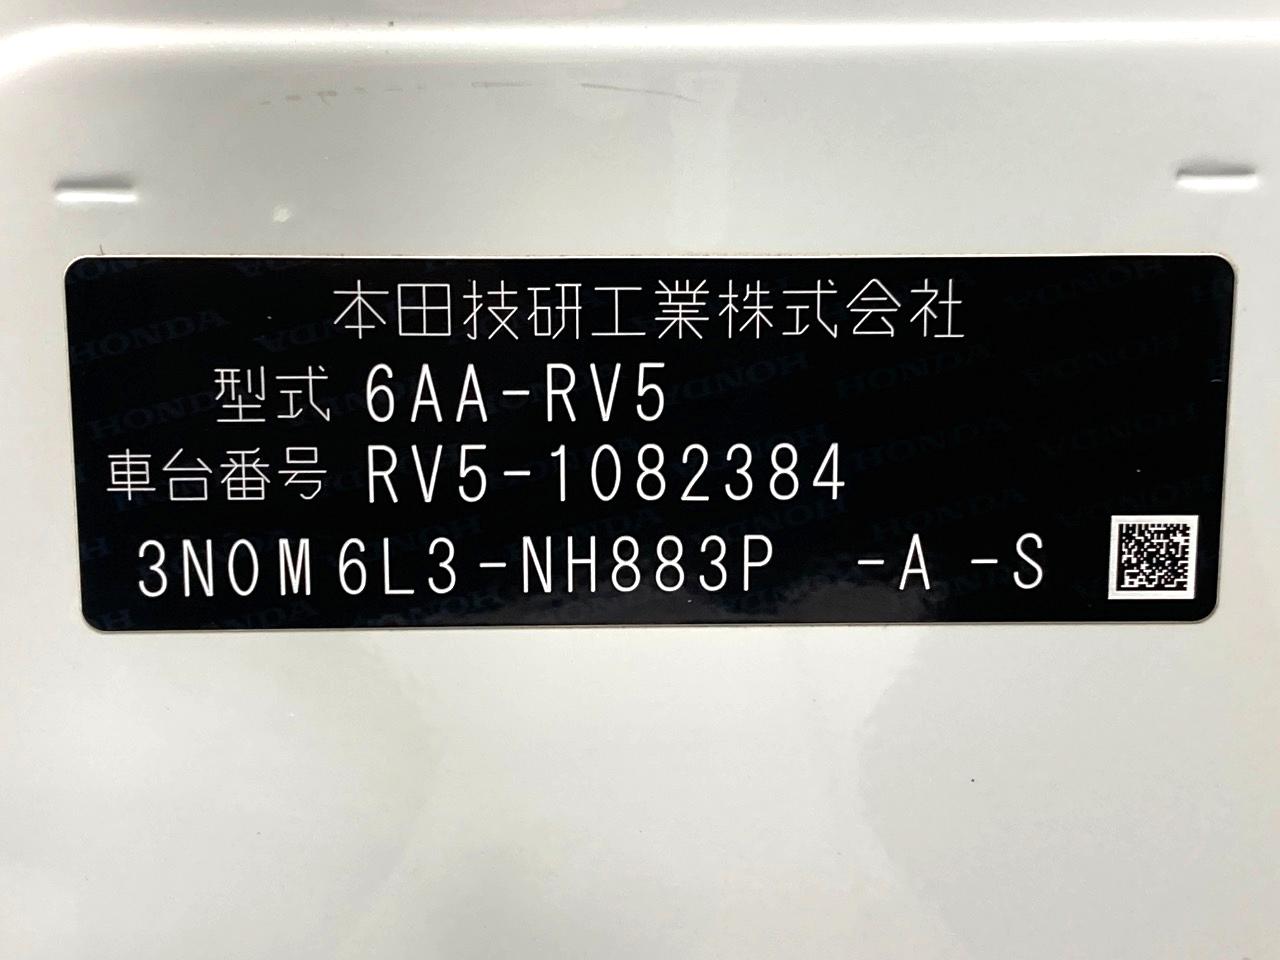 本田技研工業株式会社
型式 6AA-RV5
車台番号 RV5-1082384
3N0M6L3-NH883P -A -S